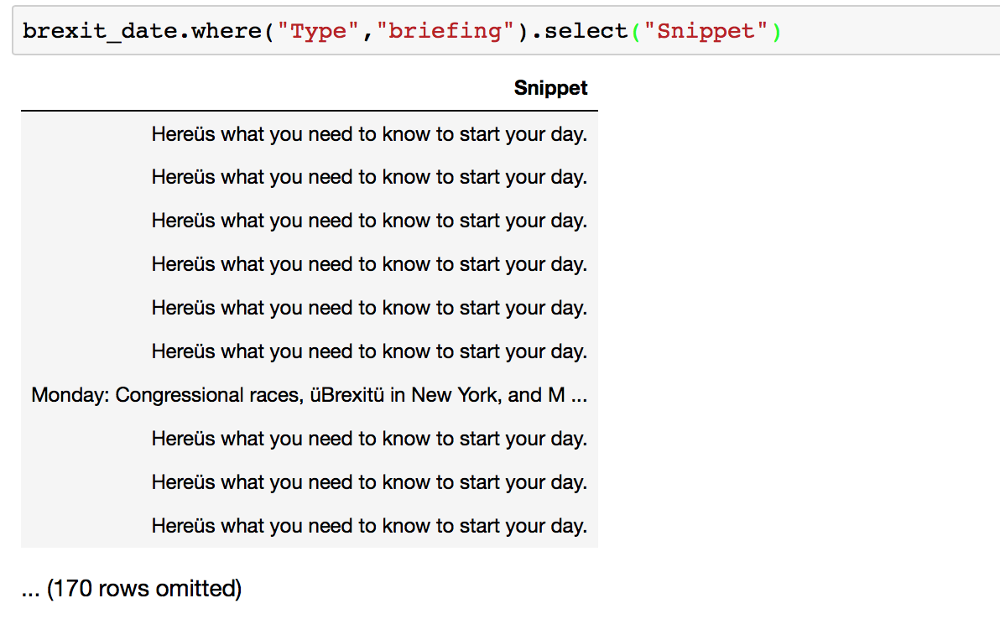 brexit_date.where("Type","briefing").select("Snippet")
Snippet
Hereüs what you need to know to start your day.
Hereüs what you need to know to start your day.
Hereüs what you need to know to start your day.
Hereüs what you need to know to start your day.
Hereüs what you need to know to start your day.
Hereüs what you need to know to start your day.
Monday: Congressional races, üBrexitü in New York, and M ...
Hereüs what you need to know to start your day.
Hereüs what you need to know to start your day.
Hereüs what you need to know to start your day.
... (170 rows omitted)